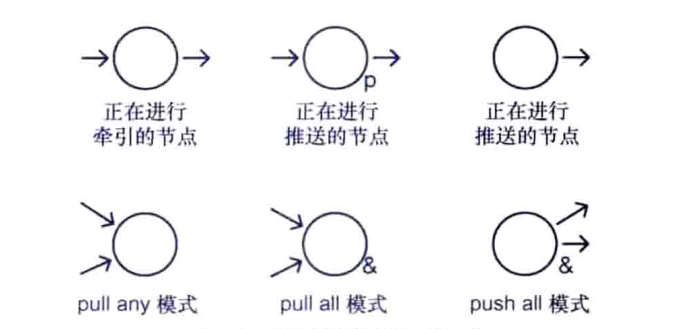 p
正在进行 正在进行 正在进行
牵引的节点 推送的节点 推送的节点
& &
pull any 模式 pull all 模式 push all 模式